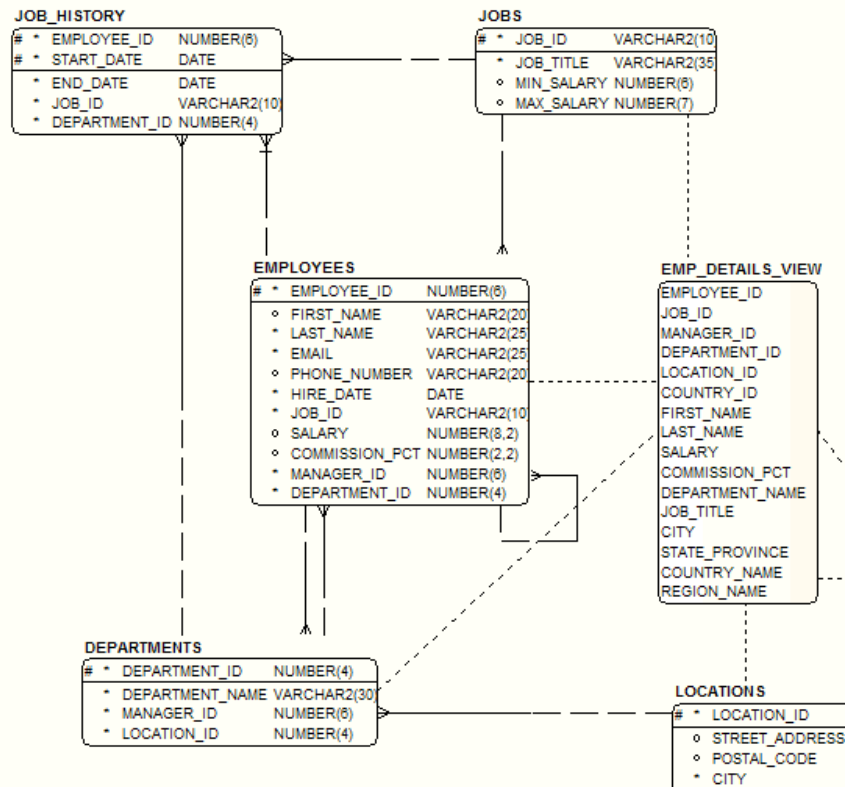 JOB_HISTORY
# * EMPLOYEE_ID NUMBER(6)
# * START_DATE DATE
* END_DATE DATE
* JOB_ID VARCHAR2(10)
* DEPARTMENT_ID NUMBER(4)
JOBS
# * JOB_ID VARCHAR2(10
* JOB_TITLE VARCHAR2(35
o MIN_SALARY NUMBER(6)
o MAX_SALARY NUMBER(7)
EMPLOYEES
# * EMPLOYEE_ID NUMBER(6)
o FIRST_NAME VARCHAR2(20)
* LAST_NAME VARCHAR2(25)
* EMAIL VARCHAR2(25)
o PHONE_NUMBER VARCHAR2(20)
* HIRE_DATE DATE
* JOB_ID VARCHAR2(10)
o SALARY NUMBER(8,2)
o COMMISSION_PCT NUMBER(2,2)
* MANAGER_ID NUMBER(6)
* DEPARTMENT_ID NUMBER(4)
EMP_DETAILS_VIEW
EMPLOYEE_ID
JOB_ID
MANAGER_ID
DEPARTMENT_ID
LOCATION_ID
COUNTRY_ID
FIRST_NAME
LAST_NAME
SALARY
COMMISSION_PCT
DEPARTMENT_NAME
JOB_TITLE
CITY
STATE_PROVINCE
COUNTRY_NAME
REGION_NAME
DEPARTMENTS
# * DEPARTMENT_ID NUMBER(4)
* DEPARTMENT_NAME VARCHAR2(30)
* MANAGER_ID NUMBER(6)
* LOCATION_ID NUMBER(4)
LOCATIONS
# * LOCATION_ID
o STREET_ADDRESS
o POSTAL_CODE
* CITY